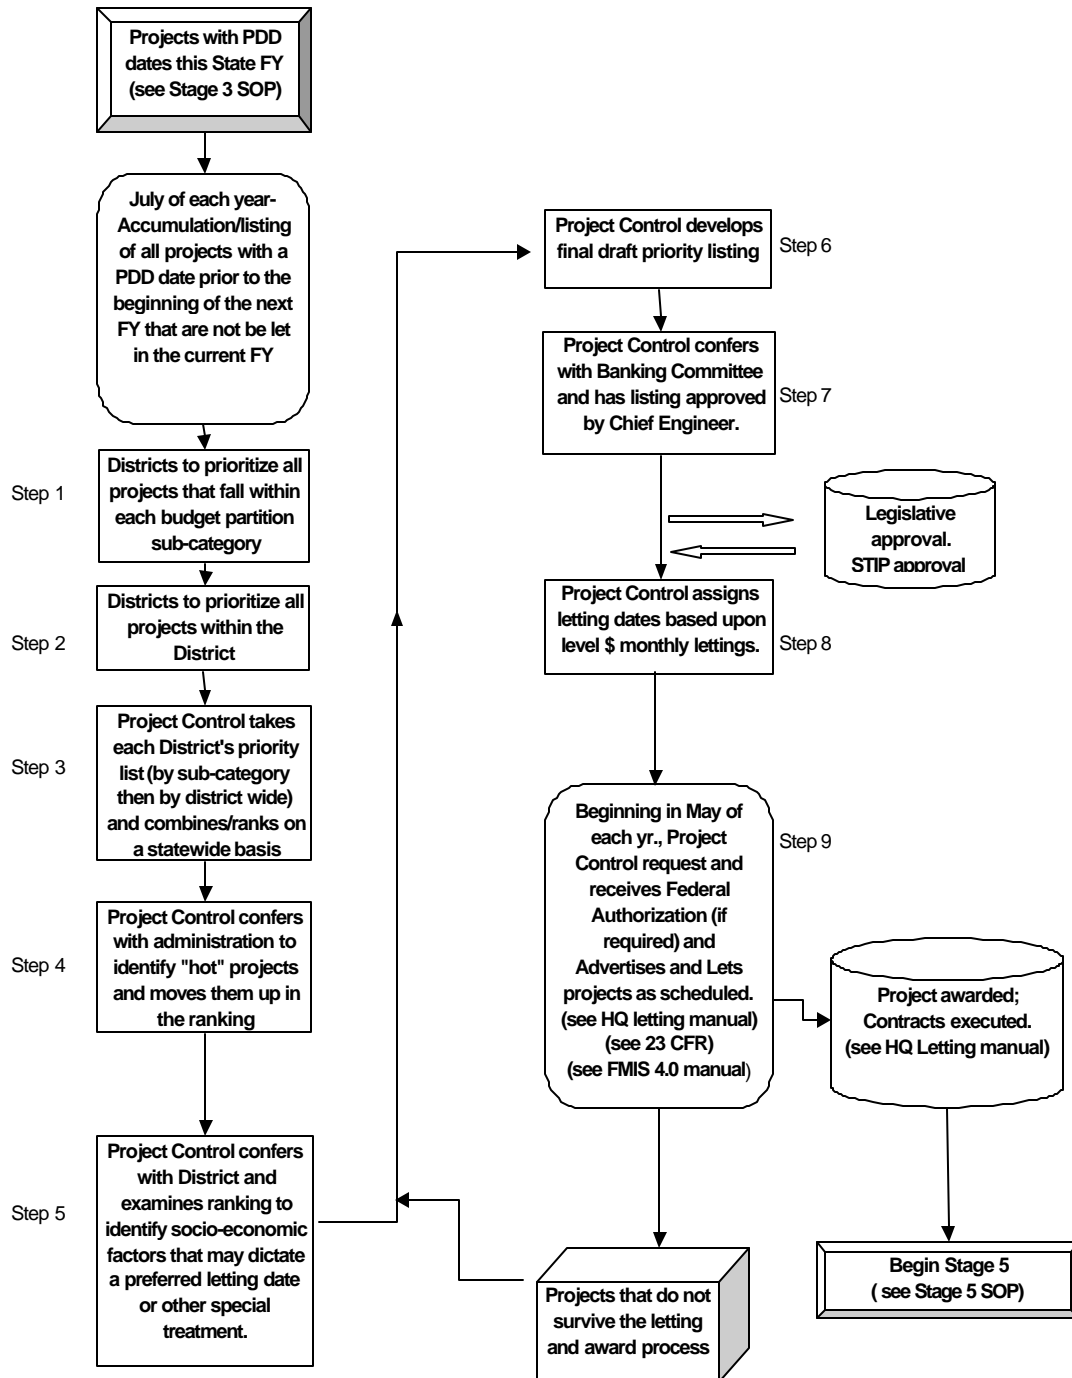 Projects with PDD
dates this State FY
(see Stage 3 SOP)
July of each year-
Accumulation/listing
of all projects with a
PDD date prior to the
beginning of the next
FY that are not be let
in the current FY
Step 1
Districts to prioritize all
projects that fall within
each budget partition
sub-category
Step 2
Districts to prioritize all
projects within the
District
Step 3
Project Control takes
each District's priority
list (by sub-category
then by district wide)
and combines/ranks on
a statewide basis
Step 4
Project Control confers
with administration to
identify "hot" projects
and moves them up in
the ranking
Step 5
Project Control confers
with District and
examines ranking to
identify socio-economic
factors that may dictate
a preferred letting date
or other special
treatment.
Project Control develops
final draft priority listing
Step 6
Project Control confers
with Banking Committee
and has listing approved
by Chief Engineer.
Step 7
Legislative
approval.
STIP approval
Project Control assigns
letting dates based upon
level $ monthly lettings.
Step 8
Beginning in May of
each yr., Project
Control request and
receives Federal
Authorization (if
required) and
Advertises and Lets
projects as scheduled.
(see HQ letting manual)
(see 23 CFR)
(see FMIS 4.0 manual)
Step 9
Project awarded;
Contracts executed.
(see HQ Letting manual)
Begin Stage 5
( see Stage 5 SOP)
Projects that do not
survive the letting
and award process